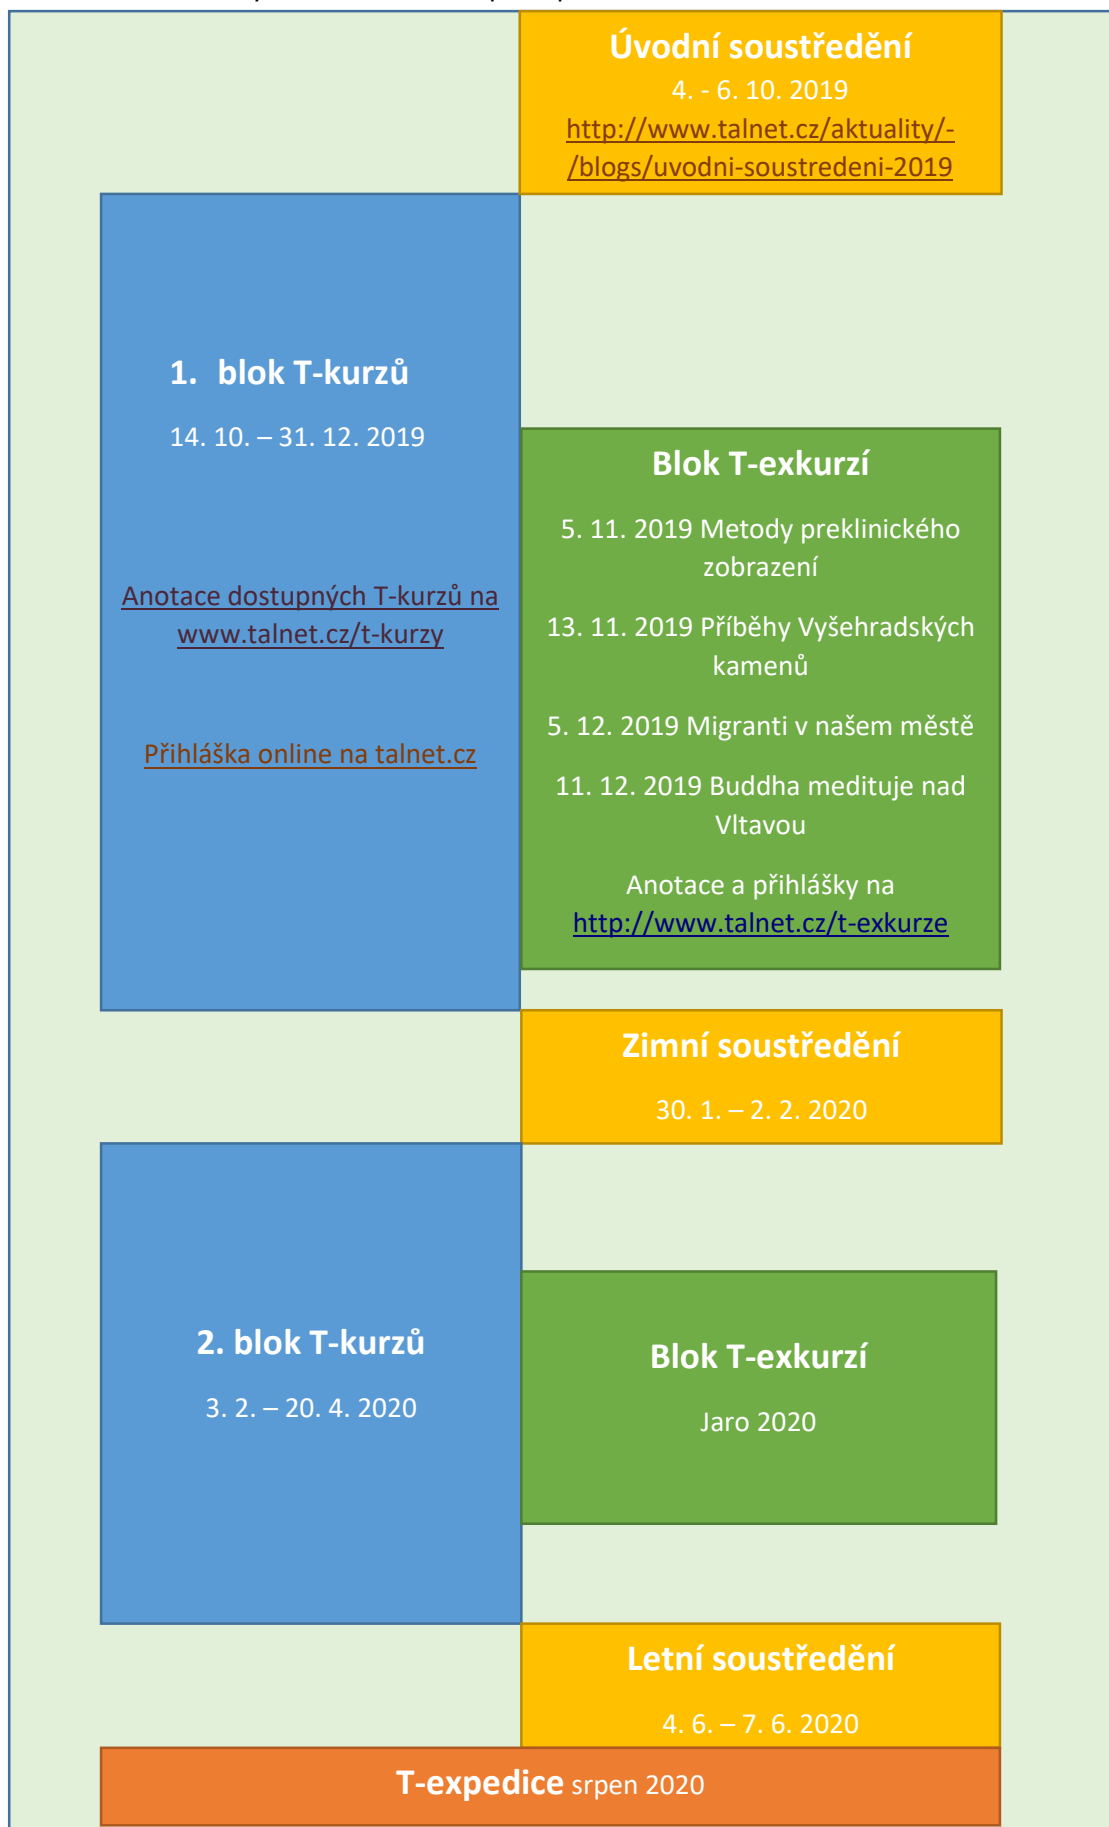 Úvodní soustředění
4. - 6. 10. 2019
http://www.talnet.cz/aktuality/-
/blogs/uvodni-soustredeni-2019
1. blok T-kurzů
14. 10. – 31. 12. 2019
Anotace dostupných T-kurzů na
www.talnet.cz/t-kurzy
Přihláška online na talnet.cz
Blok T-exkurzí
5. 11. 2019 Metody preklinického
zobrazení
13. 11. 2019 Příběhy Vyšehradských
kamenů
5. 12. 2019 Migranti v našem městě
11. 12. 2019 Buddha medituje nad
Vltavou
Anotace a přihlášky na
http://www.talnet.cz/t-exkurze
Zimní soustředění
30. 1. – 2. 2. 2020
2. blok T-kurzů
3. 2. – 20. 4. 2020
Blok T-exkurzí
Jaro 2020
Letní soustředění
4. 6. – 7. 6. 2020
T-expedice srpen 2020